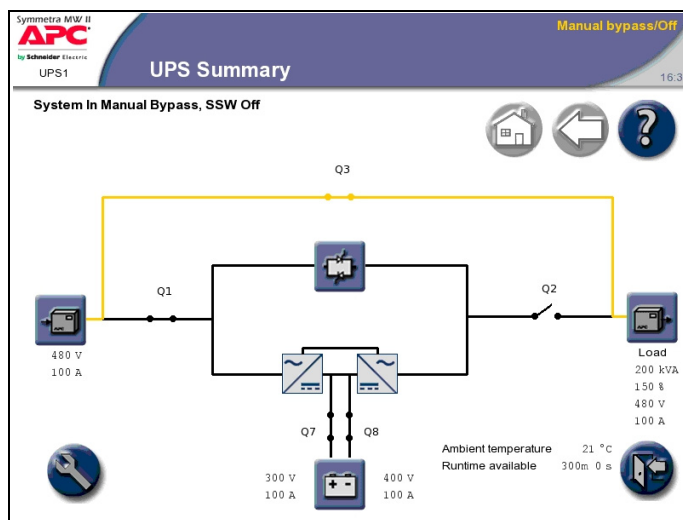 Symmetra MW II
APC
by Schneider Electric
UPS1
UPS Summary
Manual bypass/Off
16:3
System In Manual Bypass, SSW Off
?
Q3
Q1
Q2
APC
480 V
100 A
APC
Load
200 kVA
150 %
480 V
100 A
Q7
Q8
300 V
100 A
400 V
100 A
Ambient temperature 21 °C
Runtime available 300m 0 s